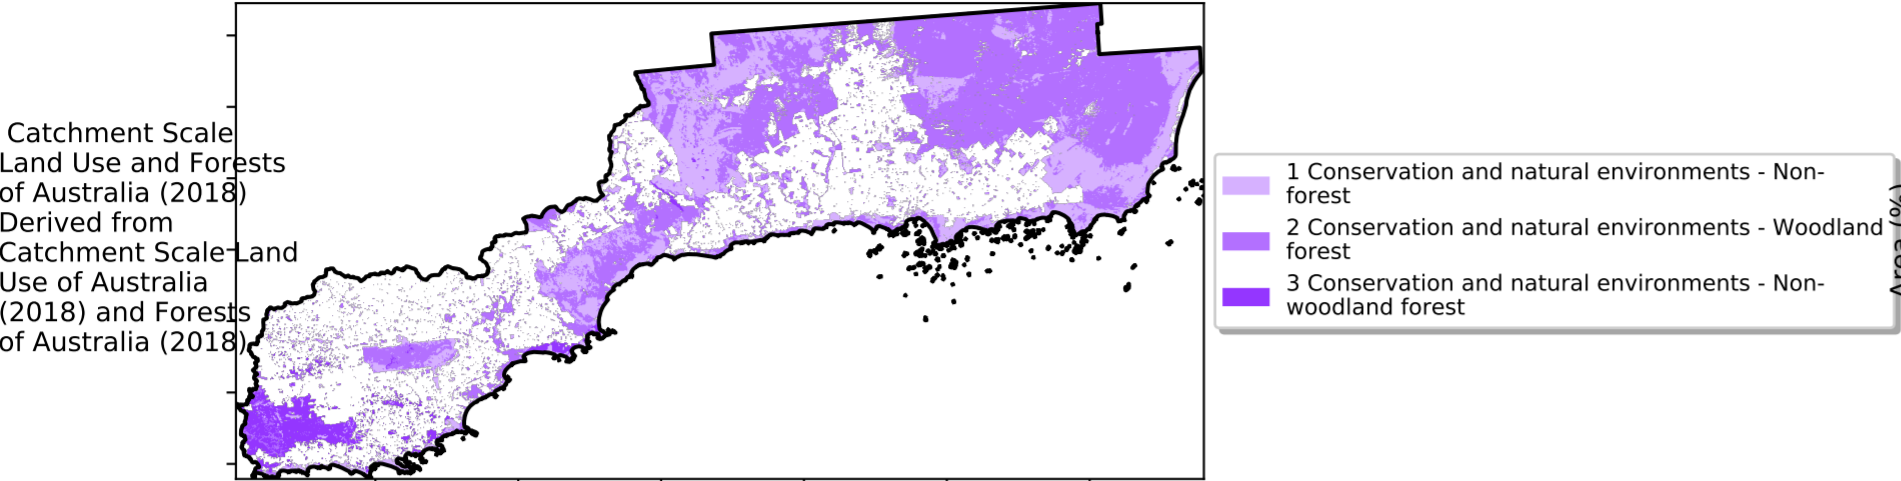 Catchment Scale
Land Use and Forests
of Australia (2018)
Derived from
Catchment Scale Land
Use of Australia
(2018) and Forests
of Australia (2018)
1 Conservation and natural environments - Non-
forest
2 Conservation and natural environments - Woodland
forest
3 Conservation and natural environments - Non-
woodland forest